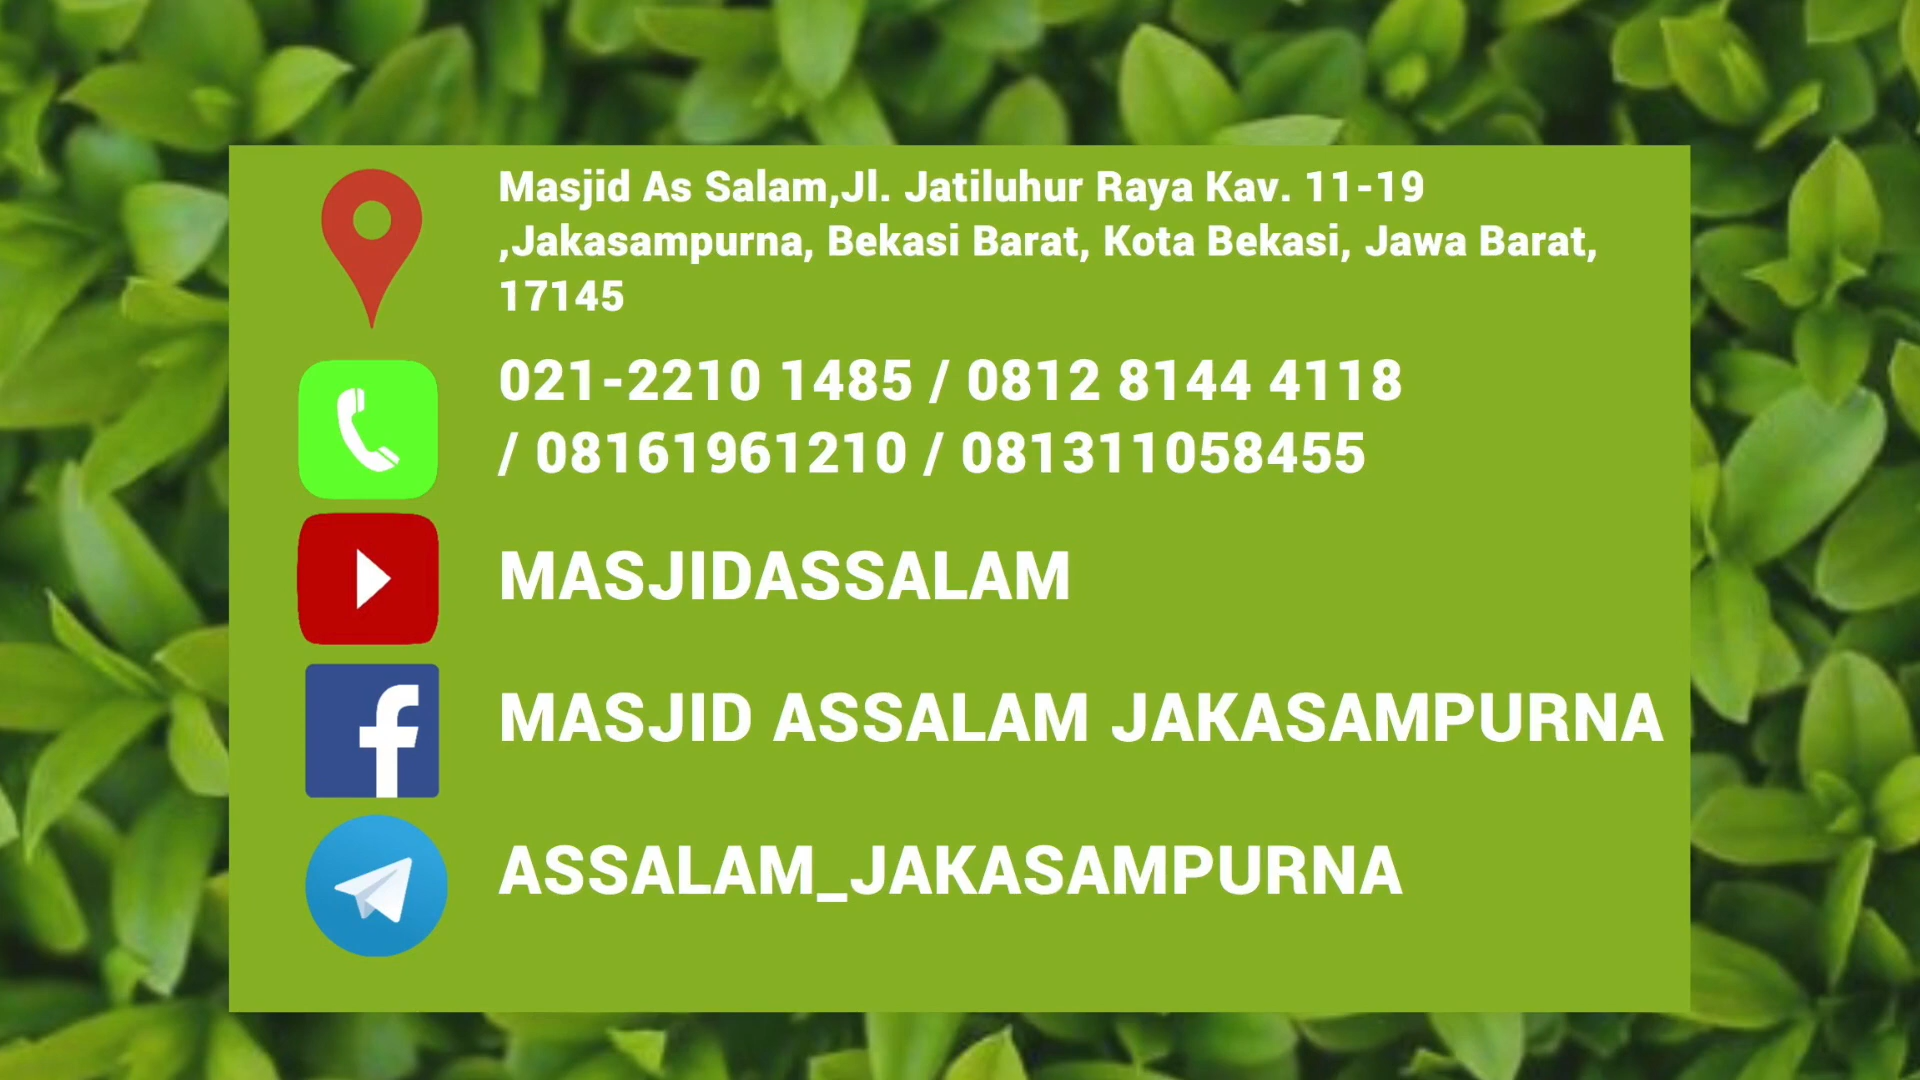 Masjid As Salam,Jl. Jatiluhur Raya Kav. 11-19
,Jakasampurna, Bekasi Barat, Kota Bekasi, Jawa Barat,
17145
021-2210 1485 / 0812 8144 4118
/ 08161961210 / 081311058455
MASJIDASSALAM
MASJID ASSALAM JAKASAMPURNA
ASSALAM_JAKASAMPURNA